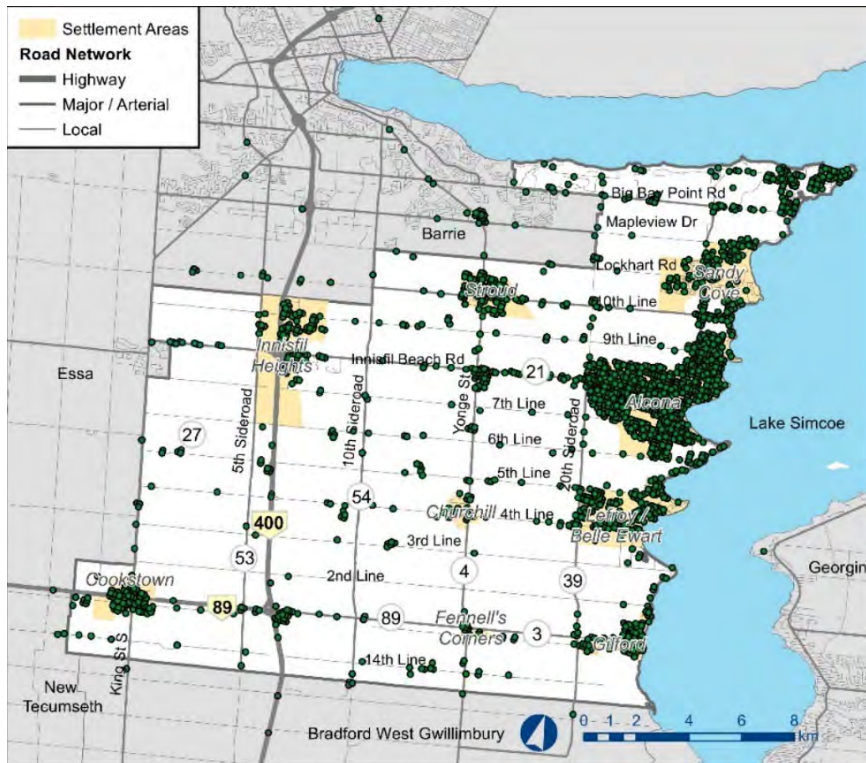 Settlement Areas
Road Network
Highway
Major / Arterial
Local
Big Bay Point Rd
Mapleview Dr
Barrie
Lockhart Rd
Sandy
Cove
Stroud
10th Line
9th Line
Innisfil
Heights
Innisfil Beach Rd
21
Essa
Yonge St
7th Line
Alcona
Lake Simcoe
5th Sideroad
10th Sideroad
20th Sideroad
6th Line
27
5th Line
54
Churchill
4th Line
Lefroy /
Belle Ewart
400
3rd Line
53
2nd Line
4
39
Georgin
Cookstown
89
89
Fennell's
Corners
3
Gilford
King St S
14th Line
New
Tecumseth
Bradford West Gwillimbury
0 1 2 4 6 8
km